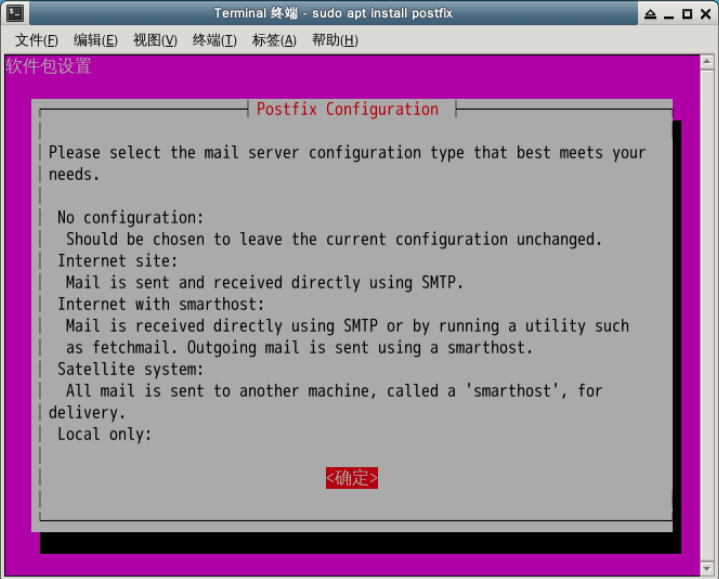 Terminal 终端 - sudo apt install postfix
文件(F) 编辑(E) 视图(V) 终端(T) 标签(A) 帮助(H)
软件包设置
Postfix Configuration
Please select the mail server configuration type that best meets your
needs.
No configuration:
Should be chosen to leave the current configuration unchanged.
Internet site:
Mail is sent and received directly using SMTP.
Internet with smarthost:
Mail is received directly using SMTP or by running a utility such
as fetchmail. Outgoing mail is sent using a smarthost.
Satellite system:
All mail is sent to another machine, called a 'smarthost', for
delivery.
Local only:
<确定>